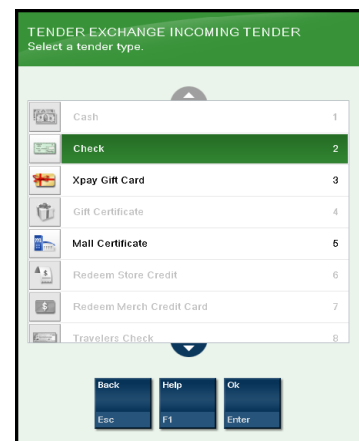 TENDER EXCHANGE INCOMING TENDER
Select a tender type.
Cash 1
Check 2
Xpay Gift Card 3
Gift Certificate 4
Mall Certificate 5
Redeem Store Credit 6
Redeem Merch Credit Card 7
Travelers Check 8
Back Help Ok
Esc F1 Enter